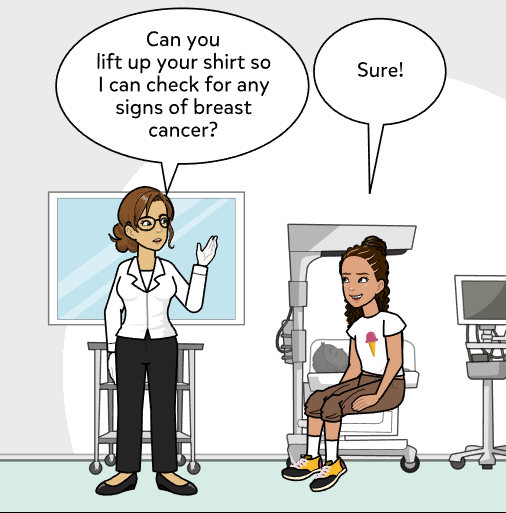 Can you
lift up your shirt so
I can check for any
signs of breast
cancer?
Sure!